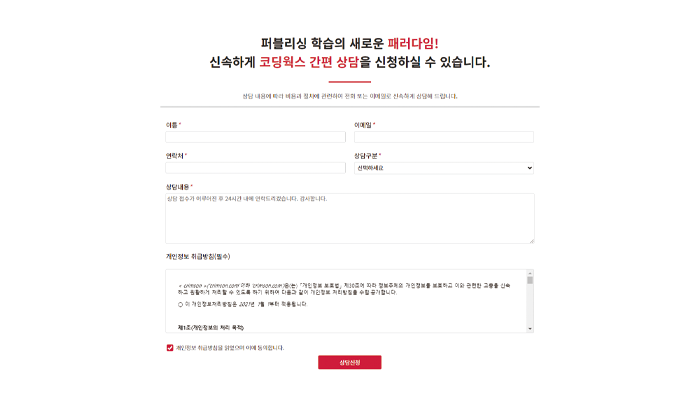 퍼블리싱 학습의 새로운 패러다임!
신속하게 코딩웍스 간편 상담을 신청하실 수 있습니다.
상담 내용에 따라 비용과 절차에 관련하여 전화 또는 이메일로 신속하게 상담해 드립니다.
이름 *
이메일 *
연락처 *
상담구분 *
선택하세요
상담내용 *
상담 접수가 이루어진 후 24시간 내에 연락드리겠습니다. 감사합니다.
개인정보 취급방침(필수)
< crimson >('crimson.com'이하 'crimson.com')은(는) 「개인정보 보호법」 제30조에 따라 정보주체의 개인정보를 보호하고 이와 관련한 고충을 신속
하고 원활하게 처리할 수 있도록 하기 위하여 다음과 같이 개인정보 처리방침을 수립·공개합니다.
○ 이 개인정보처리방침은 2021년 7월 1부터 적용됩니다.
제1조(개인정보의 처리 목적)
개인정보 취급방침을 읽었으며 이에 동의합니다.
상담신청